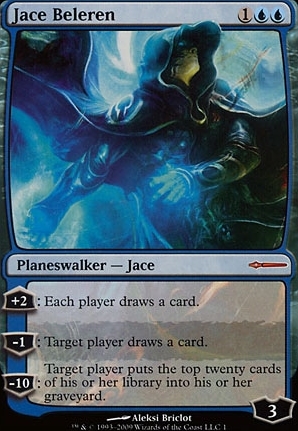 Jace Beleren 1
Planeswalker — Jace
+2 : Each player draws a card.
-1 : Target player draws a card.
Target player puts the top twenty cards
-10 : of his or her library into his or her
graveyard.
Aleksi Briclot
3
™ & © 1993-2009 Wizards of the Coast LLC 1